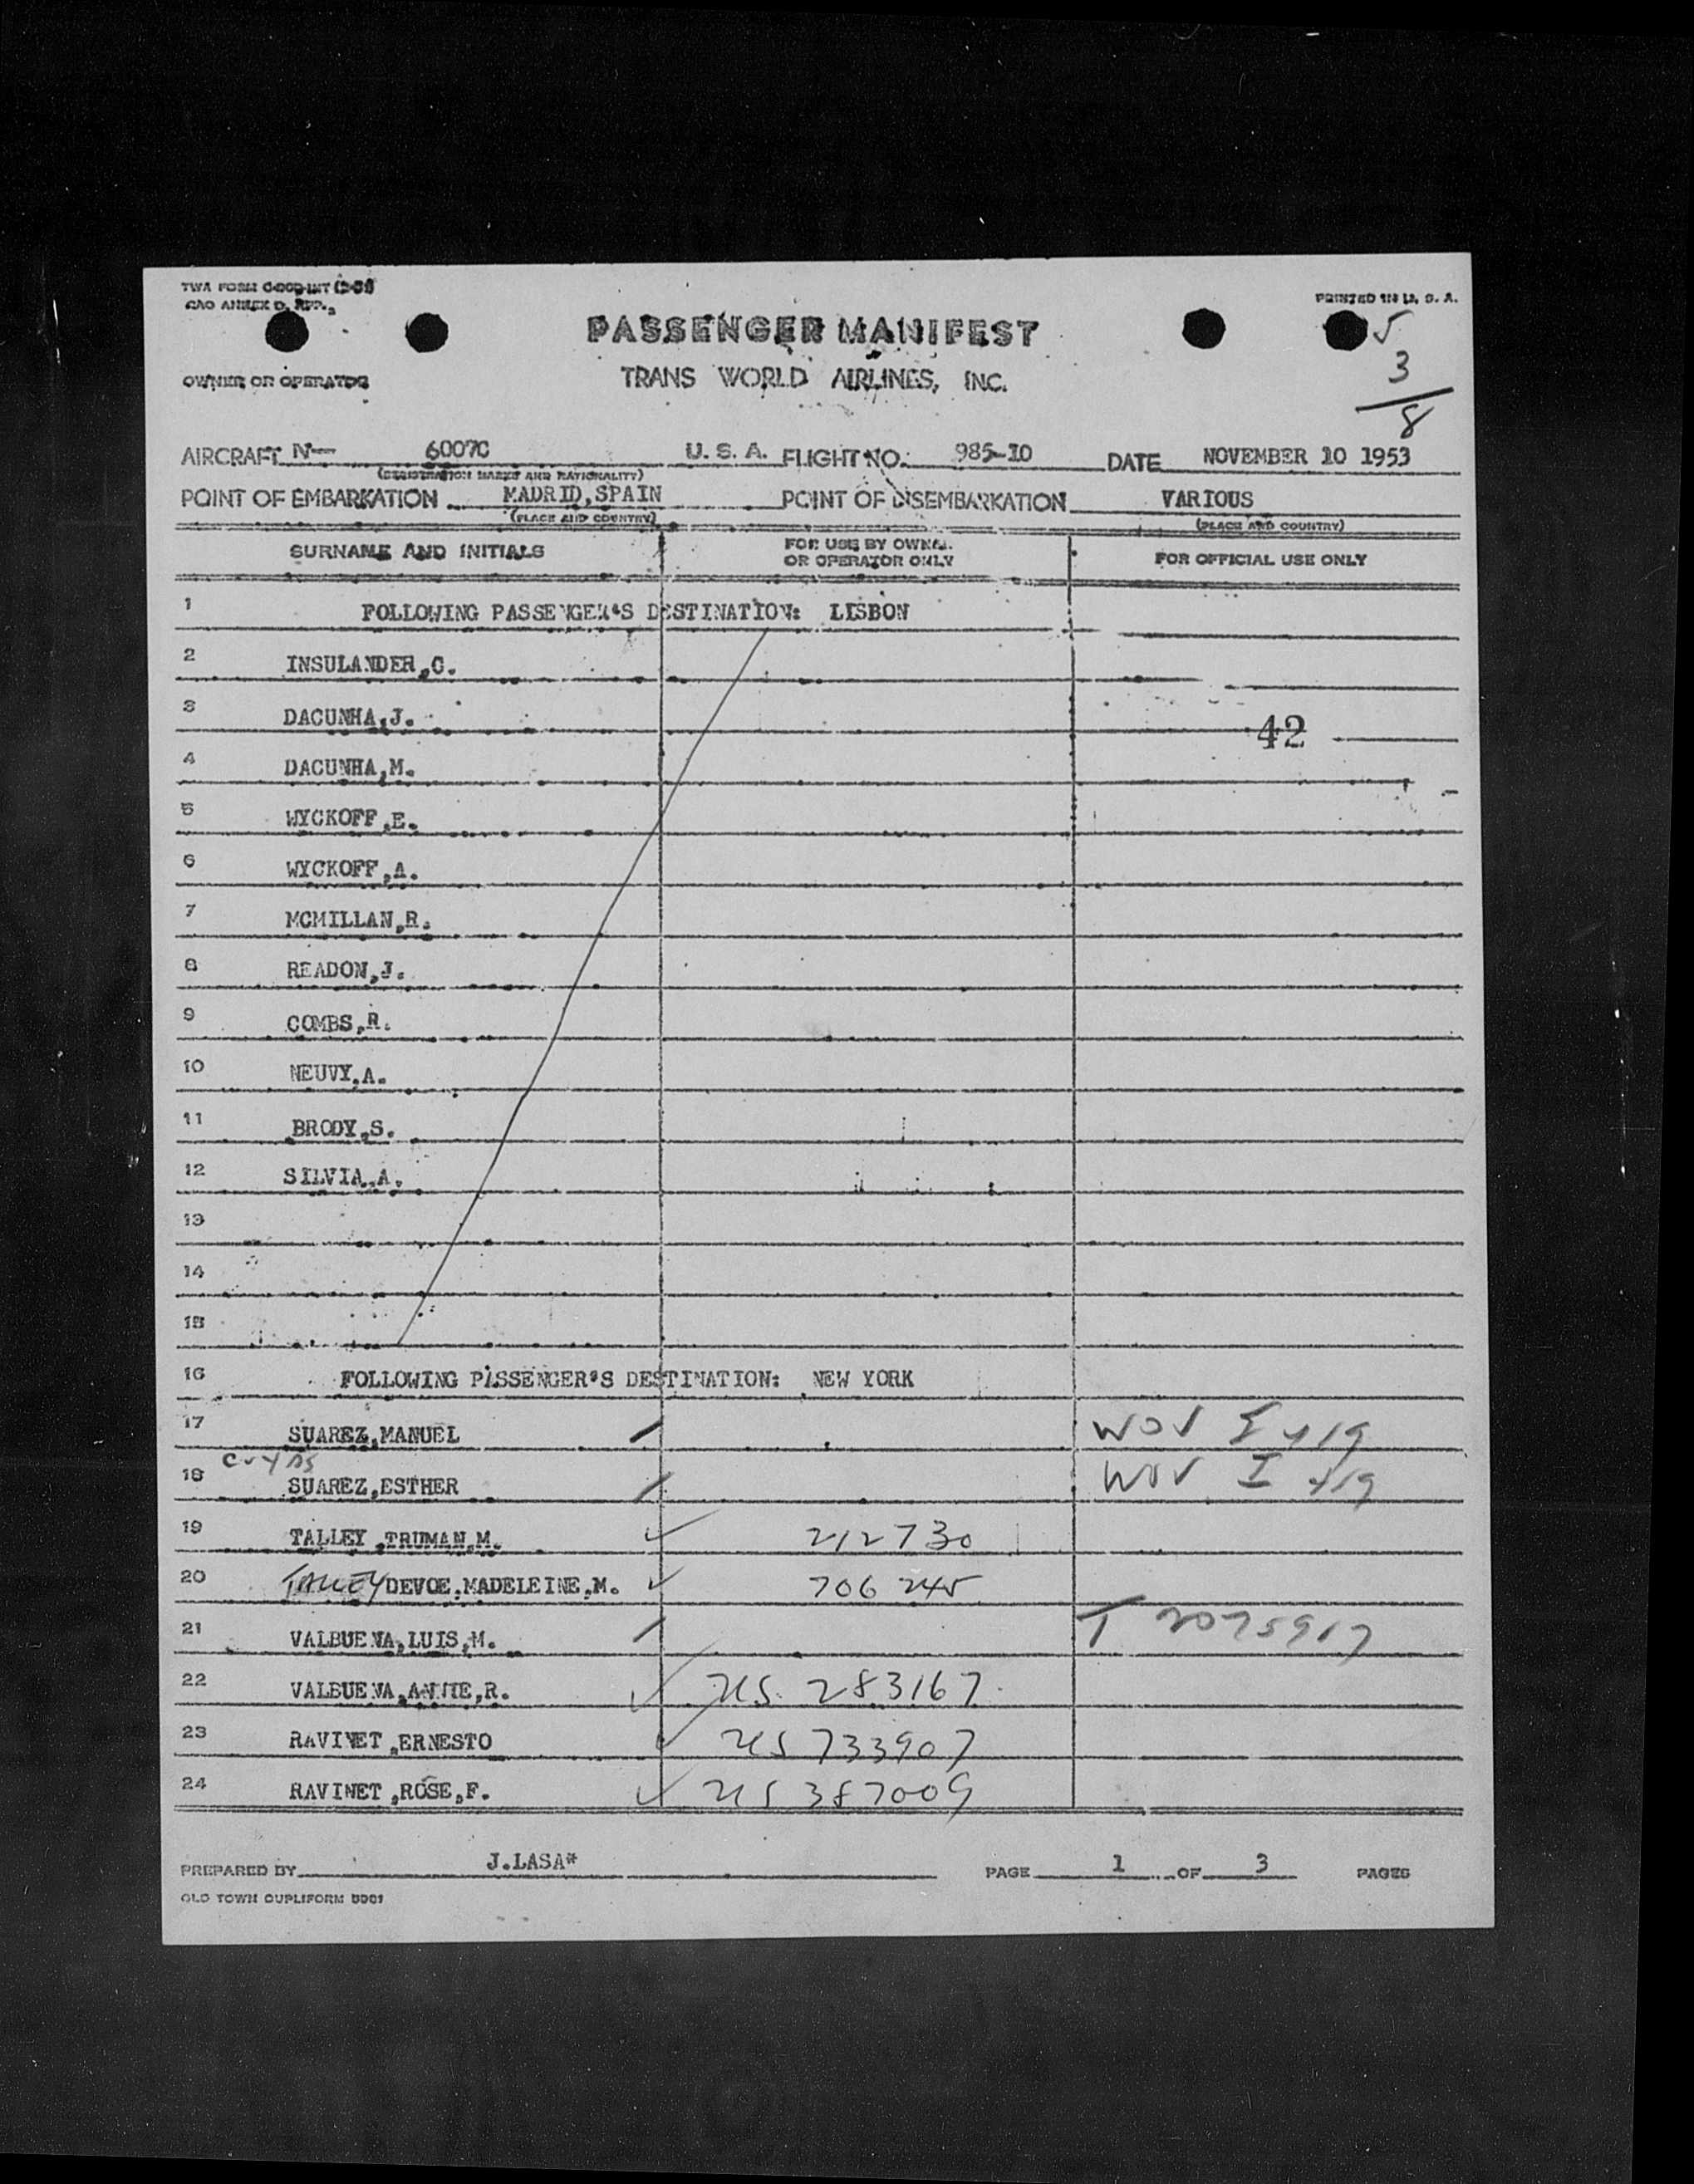 PRINTED IN U. S. A.
PASSENGER MANIFEST
5
3
8
OWNER OR OPERATOR
TRANS WORLD AIRLINES, INC.
AIRCRAFT N— 6007C U. S. A. FLIGHT NO. 985-10 DATE NOVEMBER 10 1953
(REGISTRATION MARKS AND NATIONALITY)
POINT OF EMBARKATION MADRID,SPAIN POINT OF DISEMBARKATION VARIOUS
(PLACE AND COUNTRY) (PLACE AND COUNTRY)
SURNAME AND INITIALS FOR USE BY OWNER OR OPERATOR ONLY FOR OFFICIAL USE ONLY
1 FOLLOWING PASSENGER'S DESTINATION: LISBON
2 INSULANDER,C.
3 DACUNHA,J. 42
4 DACUNHA,M.
5 WYCKOFF,E.
6 WYCKOFF,A.
7 MCMILLAN,R.
8 READON,J.
9 COMBS,R.
10 NEUVY,A.
11 BRODY,S.
12 SILVIA,A.
13
14
15
16 FOLLOWING PASSENGER'S DESTINATION: NEW YORK
17 SUAREZ,MANUEL WOV I 419
18 SUAREZ,ESTHER WOV I 419
19 TALLEY,TRUMAN,M. 212730
20 TALLEY DEVOE,MADELEINE,M. 706245
21 VALBUENA,LUIS,M. T 2075917
22 VALBUENA,ANNIE,R. US 283167
23 RAVINET,ERNESTO US 733907
24 RAVINET,ROSE,F. US 387009
PREPARED BY J.LASA* PAGE 1 OF 3 PAGES
OLD TOWN DUPLIFORM